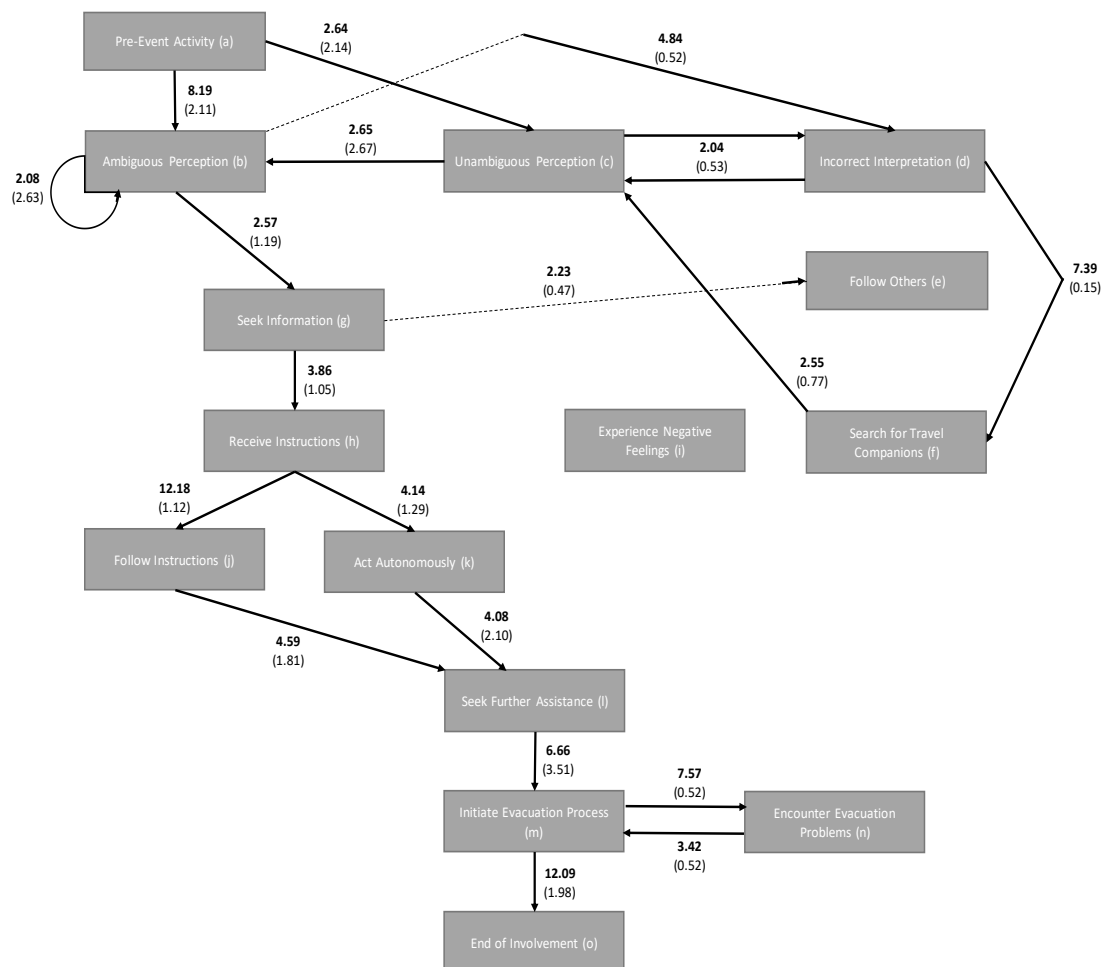 Pre-Event Activity (a)
2.64
(2.14)
4.84
(0.52)
8.19
(2.11)
Ambiguous Perception (b)
2.65
(2.67)
Unambiguous Perception (c)
2.04
(0.53)
Incorrect Interpretation (d)
2.08
(2.63)
2.57
(1.19)
2.23
(0.47)
Follow Others (e)
7.39
(0.15)
Seek Information (g)
3.86
(1.05)
2.55
(0.77)
Receive Instructions (h)
Experience Negative
Feelings (i)
Search for Travel
Companions (f)
12.18
(1.12)
4.14
(1.29)
Follow Instructions (j)
Act Autonomously (k)
4.59
(1.81)
4.08
(2.10)
Seek Further Assistance (l)
6.66
(3.51)
Initiate Evacuation Process
(m)
7.57
(0.52)
Encounter Evacuation
Problems (n)
3.42
(0.52)
12.09
(1.98)
End of Involvement (o)